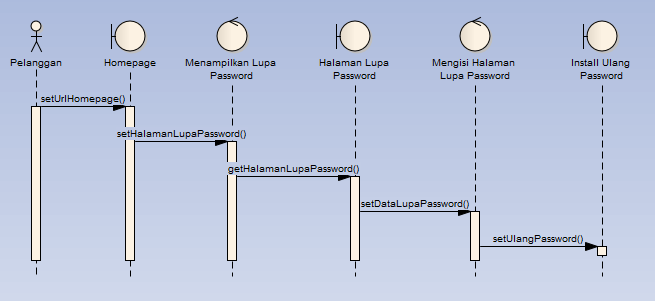 Pelanggan
Homepage
Menampilkan Lupa
Password
Halaman Lupa
Password
Mengisi Halaman
Lupa Password
Install Ulang
Password
setUrlHomepage()
setHalamanLupaPassword()
getHalamanLupaPassword()
setDataLupaPassword()
setUlangPassword()